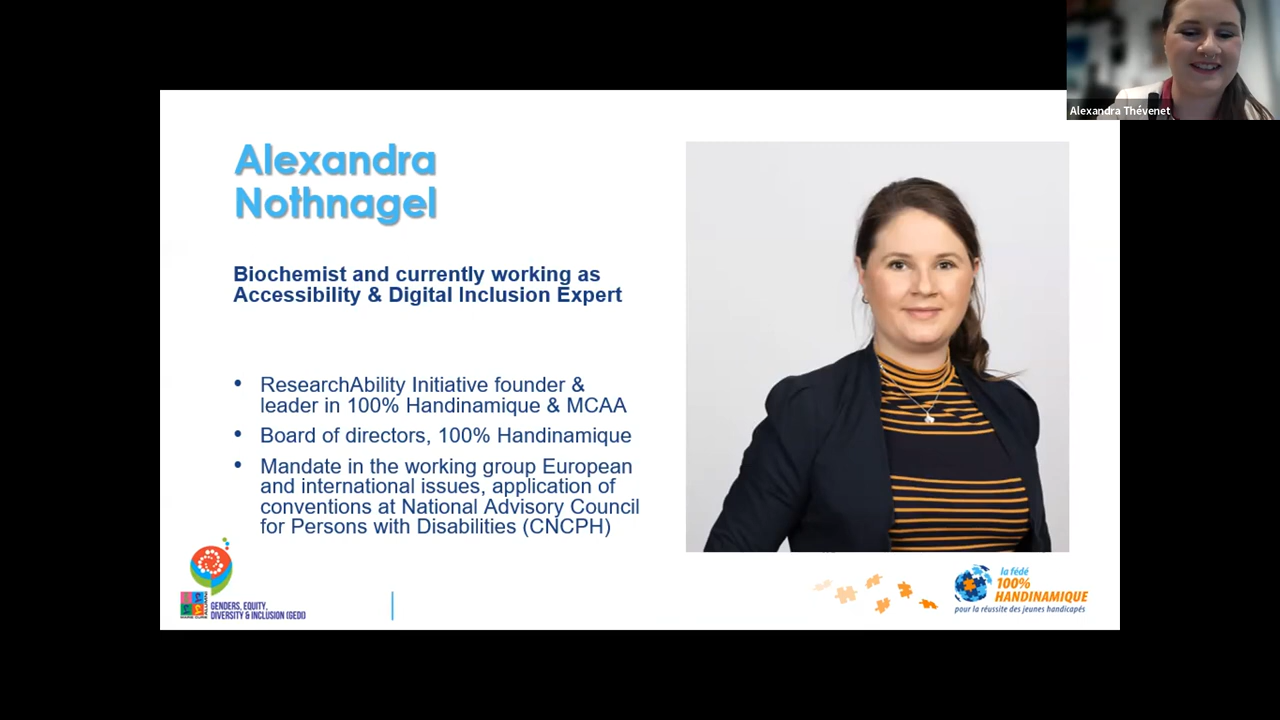 Alexandra Thévenet
Alexandra
Nothnagel
Biochemist and currently working as
Accessibility & Digital Inclusion Expert
• ResearchAbility Initiative founder &
leader in 100% Handinamique & MCAA
• Board of directors, 100% Handinamique
• Mandate in the working group European
and international issues, application of
conventions at National Advisory Council
for Persons with Disabilities (CNCPH)
GENDERS, EQUITY,
DIVERSITY & INCLUSION (GEDI)
la fédé
100%
HANDINAMIQUE
pour la réussite des jeunes handicapés